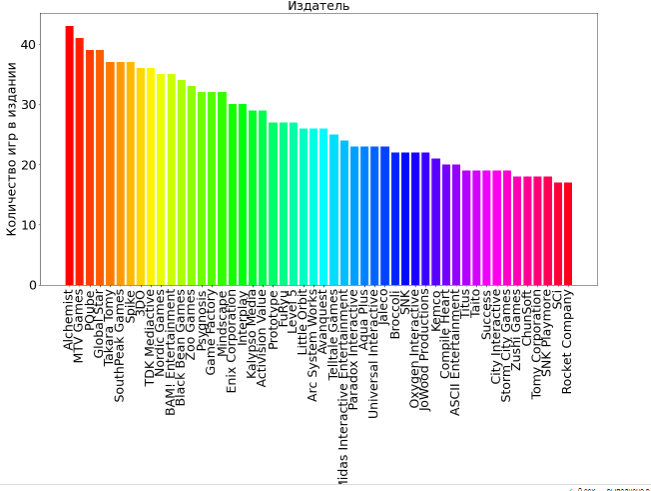 Издатель
Количество игр в издании
40
30
20
10
0
Alchemist
MTV Games
PQube
Global Star
Takara Tomy
SouthPeak Games
Spike
3DO
TDK Mediactive
Nordic Games
BAM! Entertainment
Black Bean Games
Zoo Games
Psygnosis
Game Factory
Mindscape
Enix Corporation
Interplay
Kalypso Media
Activision Value
Prototype
FuRyu
Level 5
Little Orbit
Arc System Works
Avanquest
Telltale Games
Midas Interactive Entertainment
Paradox Interactive
Aqua Plus
Universal Interactive
Jaleco
Broccoli
SNK
Oxygen Interactive
JoWood Productions
Kemco
Compile Heart
ASCII Entertainment
Titus
Taito
Success
City Interactive
Storm City Games
Zushi Games
ChunSoft
Tomy Corporation
SNK Playmore
SCi
Rocket Company